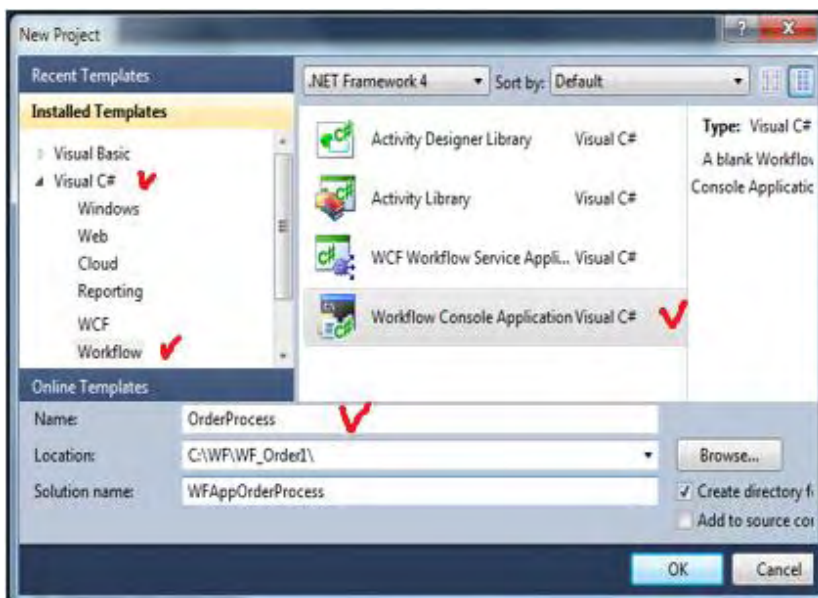 New Project
Recent Templates
Installed Templates
Visual Basic
Visual C#
Windows
Web
Cloud
Reporting
WCF
Workflow
Online Templates
.NET Framework 4
Sort by: Default
Activity Designer Library Visual C#
Activity Library Visual C#
WCF Workflow Service Appli... Visual C#
Workflow Console Application Visual C#
Type: Visual C#
A blank Workflov
Console Applicatic
Name: OrderProcess
Location: C:\WF\WF_Order1\
Browse...
Solution name: WFAppOrderProcess
Create directory f
Add to source cor
OK Cancel